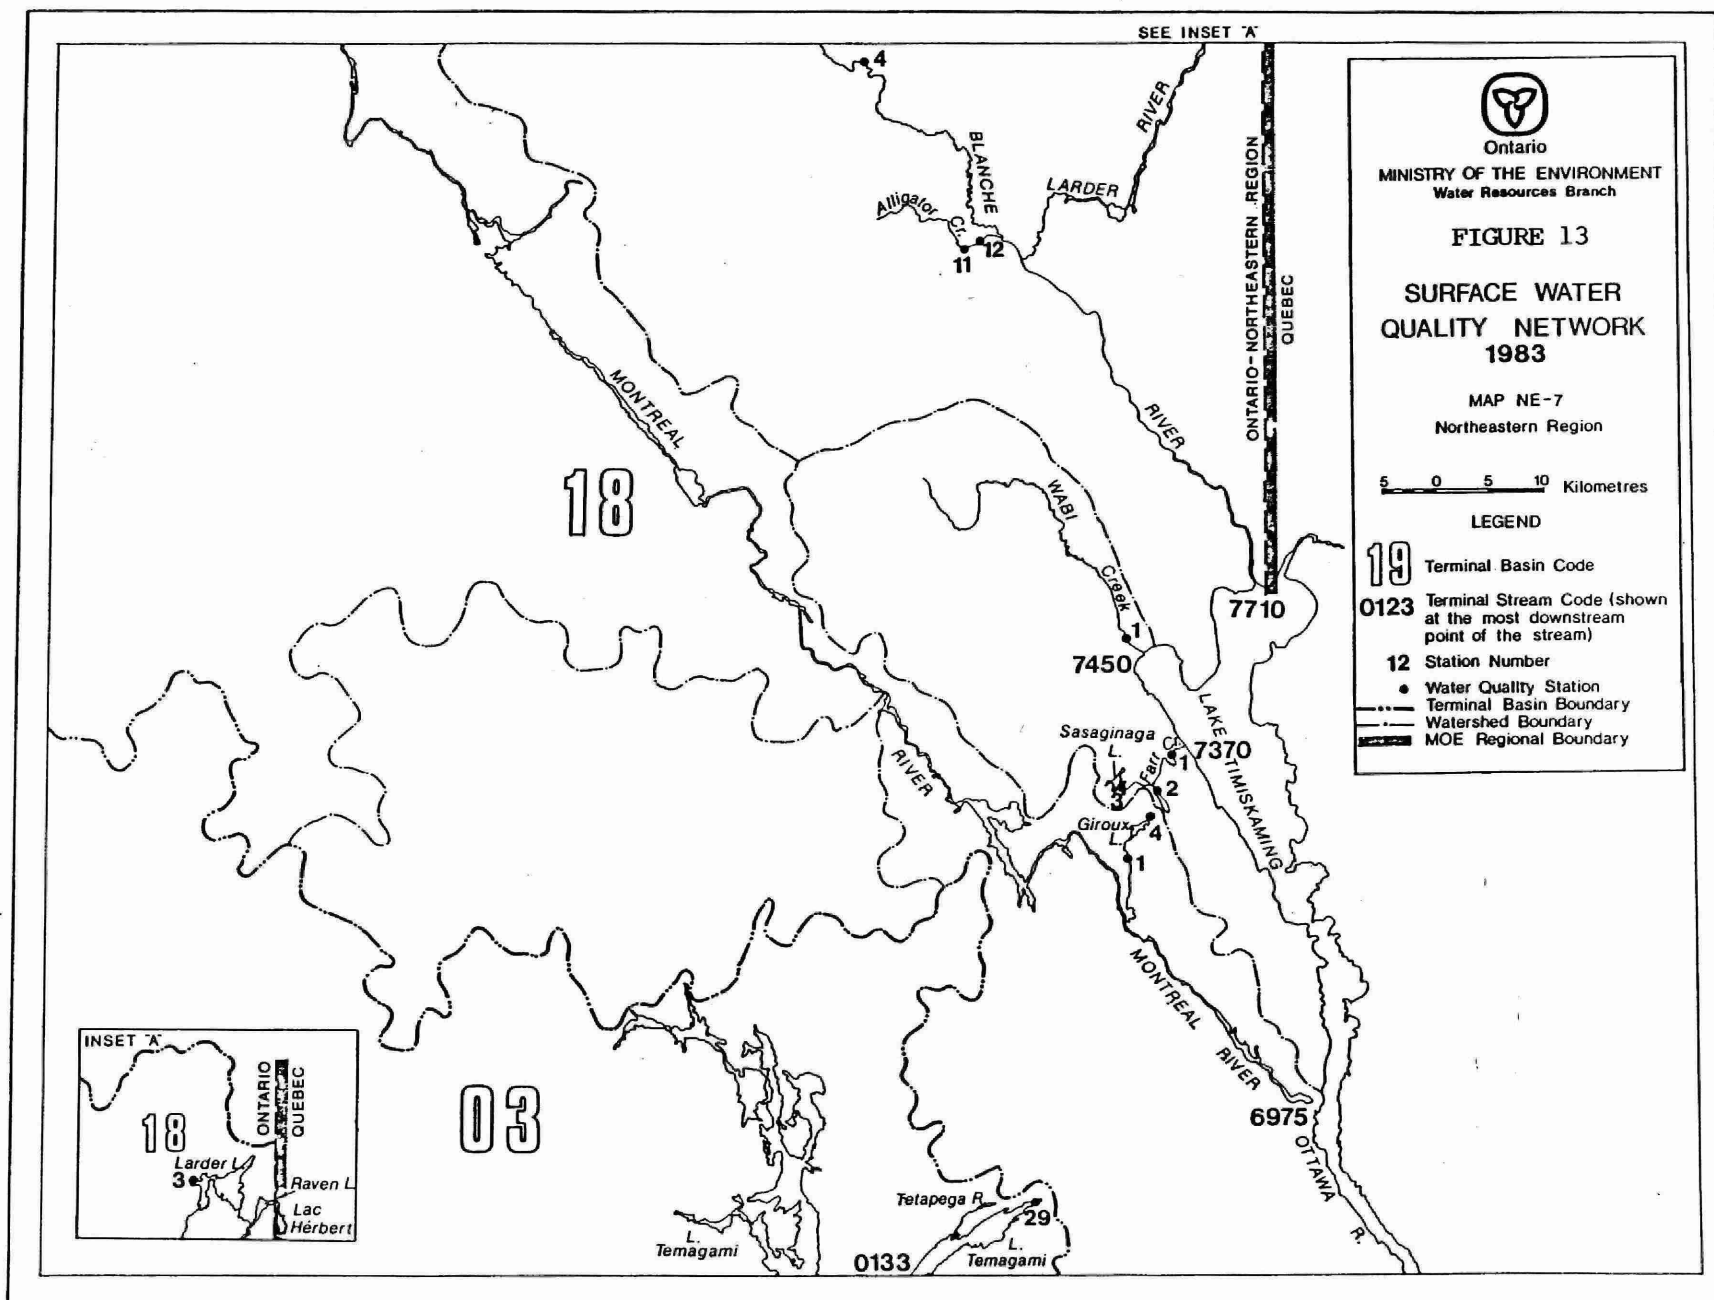 SEE INSET "A"
4
BLANCHE
RIVER
LARDER
Alligator
Cr.
11
12
ONTARIO-NORTHEASTERN REGION
QUEBEC
MONTREAL
18
RIVER
WABI
Creek
1
7450
7710
LAKE TIMISKAMING
Sasaginaga
L.
Farr
7370
1
2
3
Giroux
L.
4
1
RIVER
MONTREAL
RIVER
6975
OTTAWA
R.
03
Tetapega R.
29
L.
Temagami
L.
Temagami
0133
INSET "A"
ONTARIO
QUEBEC
18
Larder L.
3
Raven L
Lac
Herbert
Ontario
MINISTRY OF THE ENVIRONMENT
Water Resources Branch
FIGURE 13
SURFACE WATER
QUALITY NETWORK
1983
MAP NE-7
Northeastern Region
5 0 5 10 Kilometres
LEGEND
19 Terminal Basin Code
0123 Terminal Stream Code (shown
at the most downstream
point of the stream)
12 Station Number
Water Quality Station
Terminal Basin Boundary
Watershed Boundary
MOE Regional Boundary